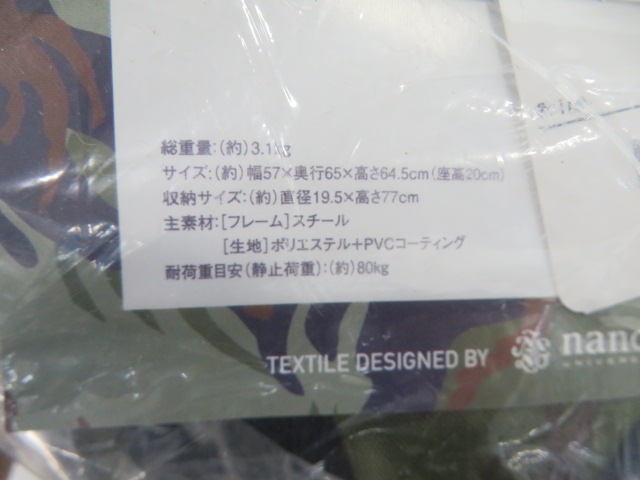 総重量:(約)3.1kg
サイズ:(約)幅57×奥行65×高さ64.5cm(座高20cm)
収納サイズ:(約)直径19.5×高さ77cm
主素材:[フレーム]スチール
[生地]ポリエステル+PVCコーティング
耐荷重目安(静止荷重):(約)80kg
TEXTILE DESIGNED BY